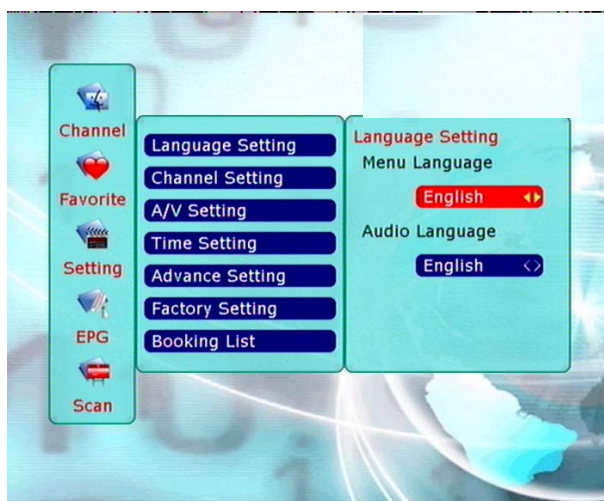 Channel
Favorite
Setting
EPG
Scan
Language Setting
Channel Setting
A/V Setting
Time Setting
Advance Setting
Factory Setting
Booking List
Language Setting
Menu Language
English
Audio Language
English